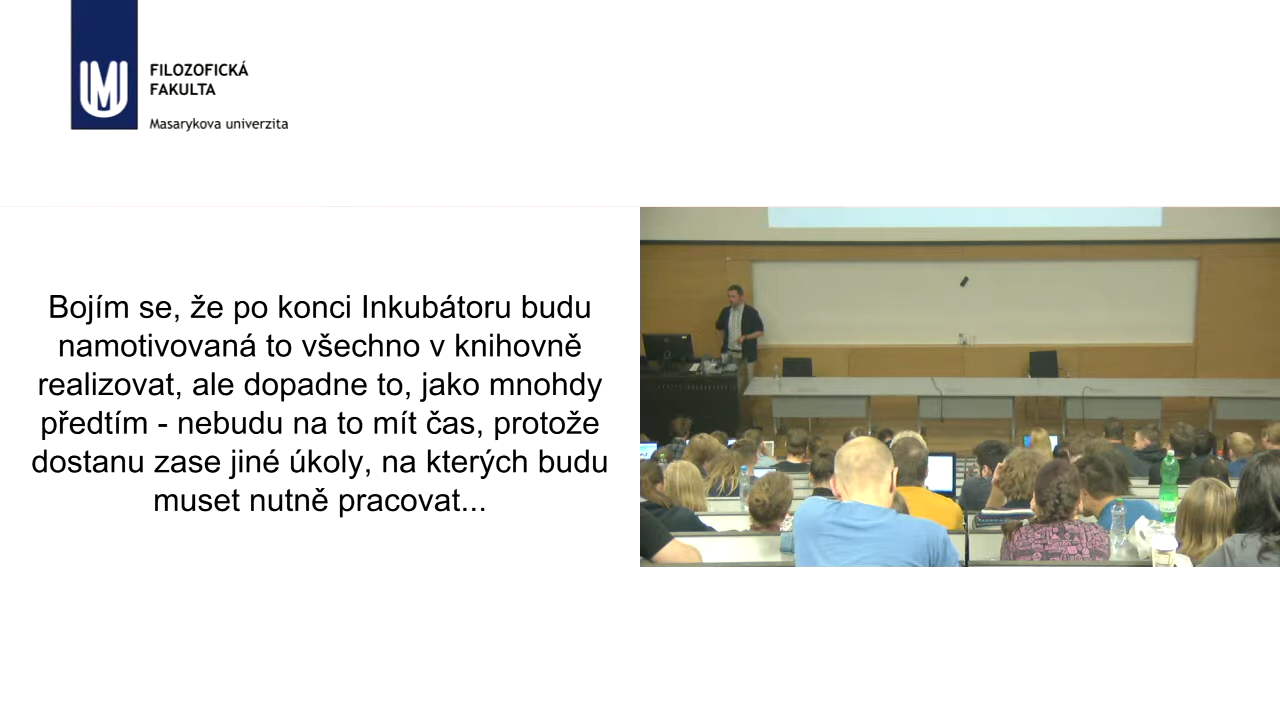 FILOZOFICKÁ
FAKULTA
Masarykova univerzita
Bojím se, že po konci Inkubátoru budu
namotivovaná to všechno v knihovně
realizovat, ale dopadne to, jako mnohdy
předtím - nebudu na to mít čas, protože
dostanu zase jiné úkoly, na kterých budu
muset nutně pracovat...